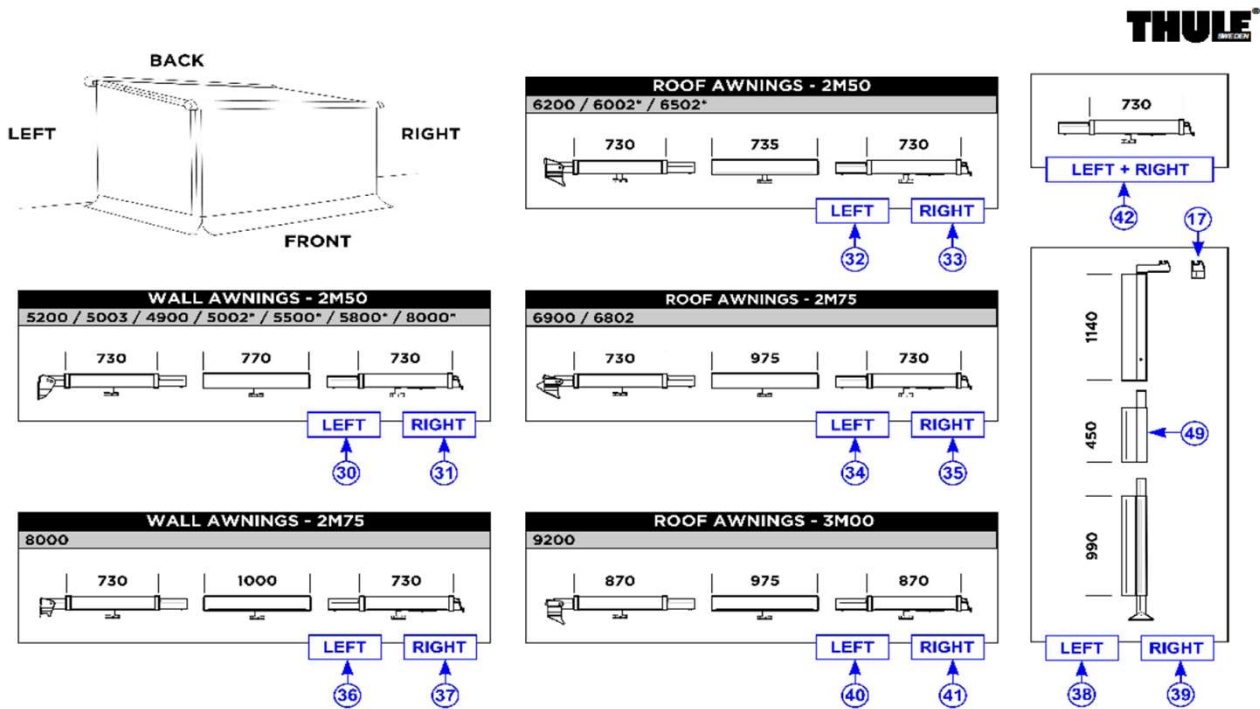 THULE
SWEDEN
BACK
LEFT
RIGHT
FRONT
ROOF AWNINGS - 2M50
6200 / 6002* / 6502*
730 735 730
LEFT RIGHT
32 33
730
LEFT + RIGHT
42 17
WALL AWNINGS - 2M50
5200 / 5003 / 4900 / 5002* / 5500* / 5800* / 8000*
730 770 730
LEFT RIGHT
30 31
ROOF AWNINGS - 2M75
6900 / 6802
730 975 730
LEFT RIGHT
34 35
WALL AWNINGS - 2M75
8000
730 1000 730
LEFT RIGHT
36 37
ROOF AWNINGS - 3M00
9200
870 975 870
LEFT RIGHT
40 41
1140
450
49
990
LEFT RIGHT
38 39